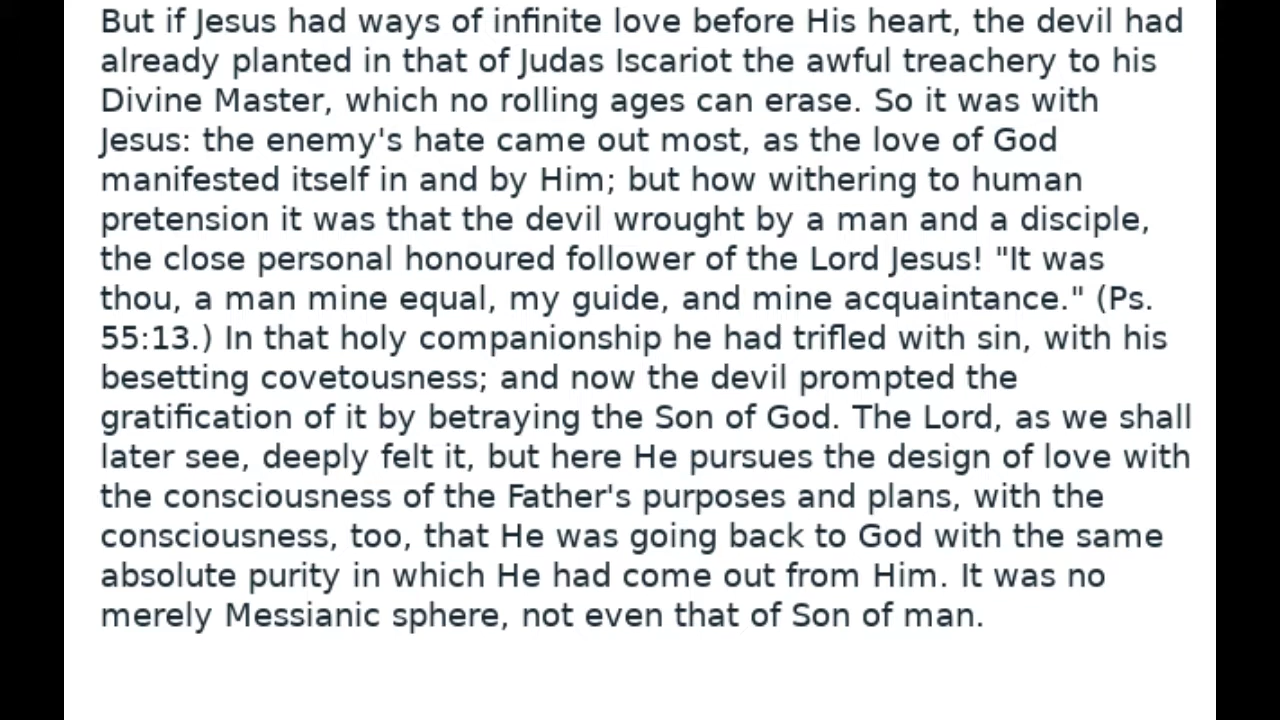 But if Jesus had ways of infinite love before His heart, the devil had
already planted in that of Judas Iscariot the awful treachery to his
Divine Master, which no rolling ages can erase. So it was with
Jesus: the enemy's hate came out most, as the love of God
manifested itself in and by Him; but how withering to human
pretension it was that the devil wrought by a man and a disciple,
the close personal honoured follower of the Lord Jesus! "It was
thou, a man mine equal, my guide, and mine acquaintance." (Ps.
55:13.) In that holy companionship he had trifled with sin, with his
besetting covetousness; and now the devil prompted the
gratification of it by betraying the Son of God. The Lord, as we shall
later see, deeply felt it, but here He pursues the design of love with
the consciousness of the Father's purposes and plans, with the
consciousness, too, that He was going back to God with the same
absolute purity in which He had come out from Him. It was no
merely Messianic sphere, not even that of Son of man.